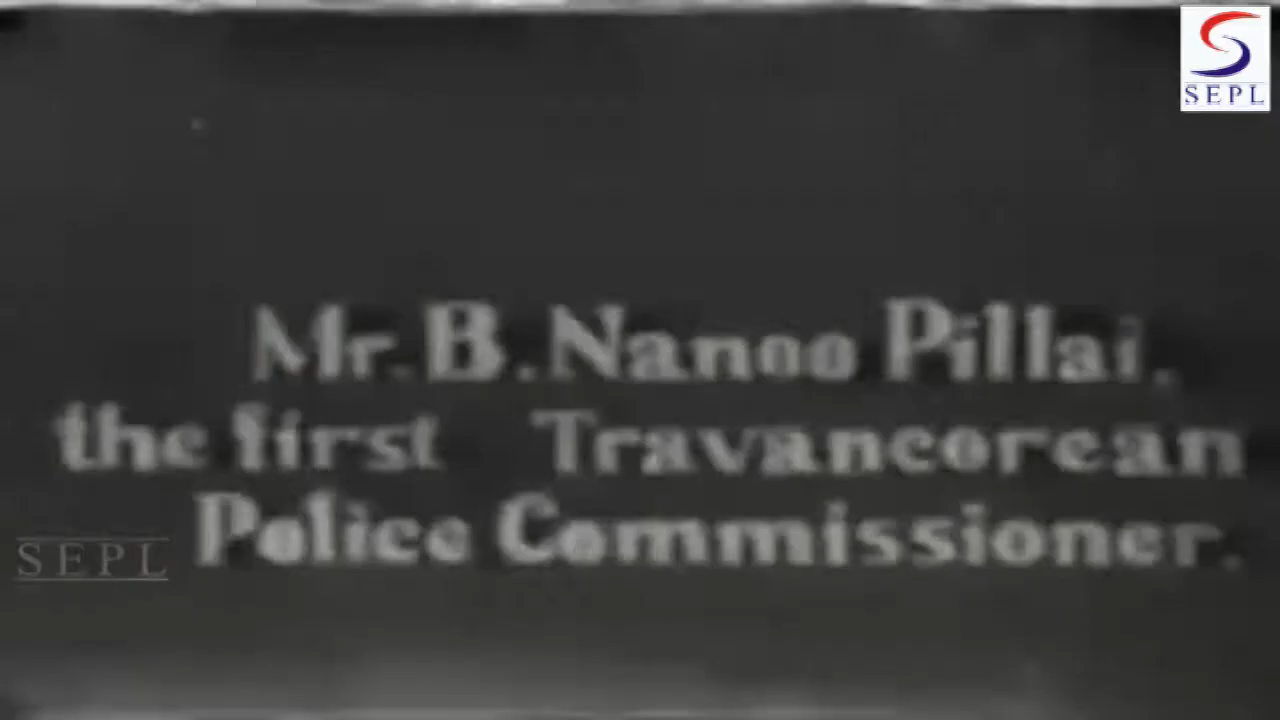 SEPL
Mr. B. Nanoo Pillai,
the first Travancorean
Police Commissioner.
SEPL